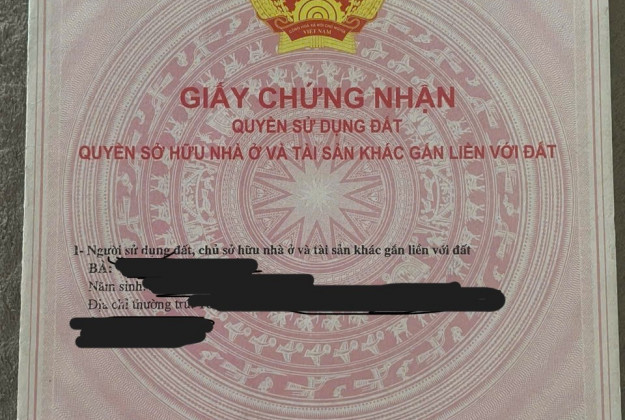 VIỆT NAM
GIẤY CHỨNG NHẬN
QUYỀN SỬ DỤNG ĐẤT
QUYỀN SỞ HỮU NHÀ Ở VÀ TÀI SẢN KHÁC GẮN LIỀN VỚI ĐẤT
I- Người sử dụng đất, chủ sở hữu nhà ở và tài sản khác gắn liền với đất
BÀ:
Năm sinh:
Địa chỉ thường